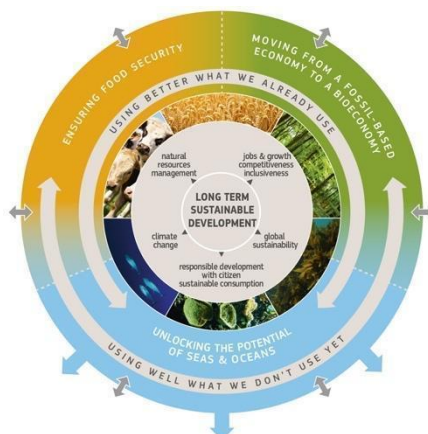 ENSURING FOOD SECURITY
MOVING FROM A FOSSIL-BASED
ECONOMY TO A BIOECONOMY
USING BETTER WHAT WE ALREADY USE
natural
resources
management
jobs & growth
competitiveness
inclusiveness
LONG TERM
SUSTAINABLE
DEVELOPMENT
climate
change
global
sustainability
responsible development
with citizen
sustainable consumption
UNLOCKING THE POTENTIAL
OF SEAS & OCEANS
USING WELL WHAT WE DON'T USE YET